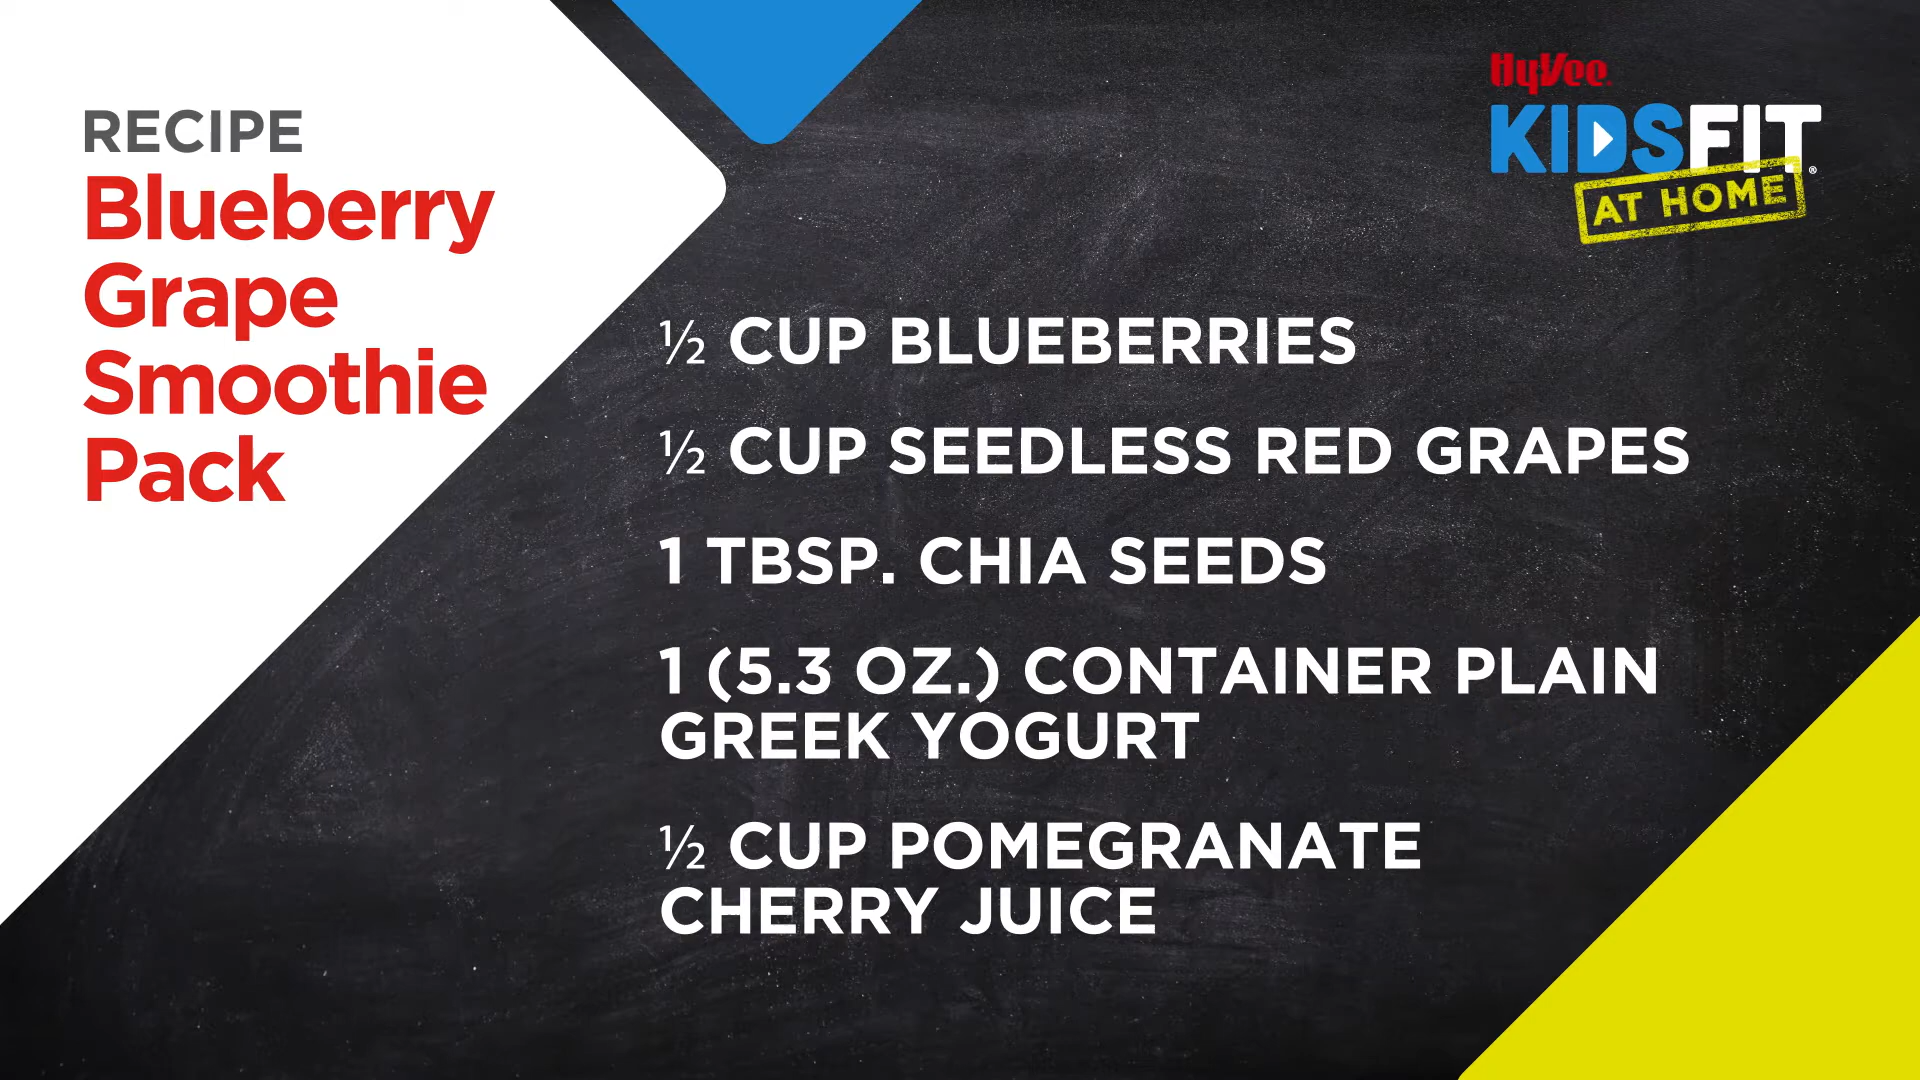 RECIPE
Blueberry
Grape
Smoothie
Pack
HyVee
KIDSFIT®
AT HOME
½ CUP BLUEBERRIES
½ CUP SEEDLESS RED GRAPES
1 TBSP. CHIA SEEDS
1 (5.3 OZ.) CONTAINER PLAIN
GREEK YOGURT
½ CUP POMEGRANATE
CHERRY JUICE